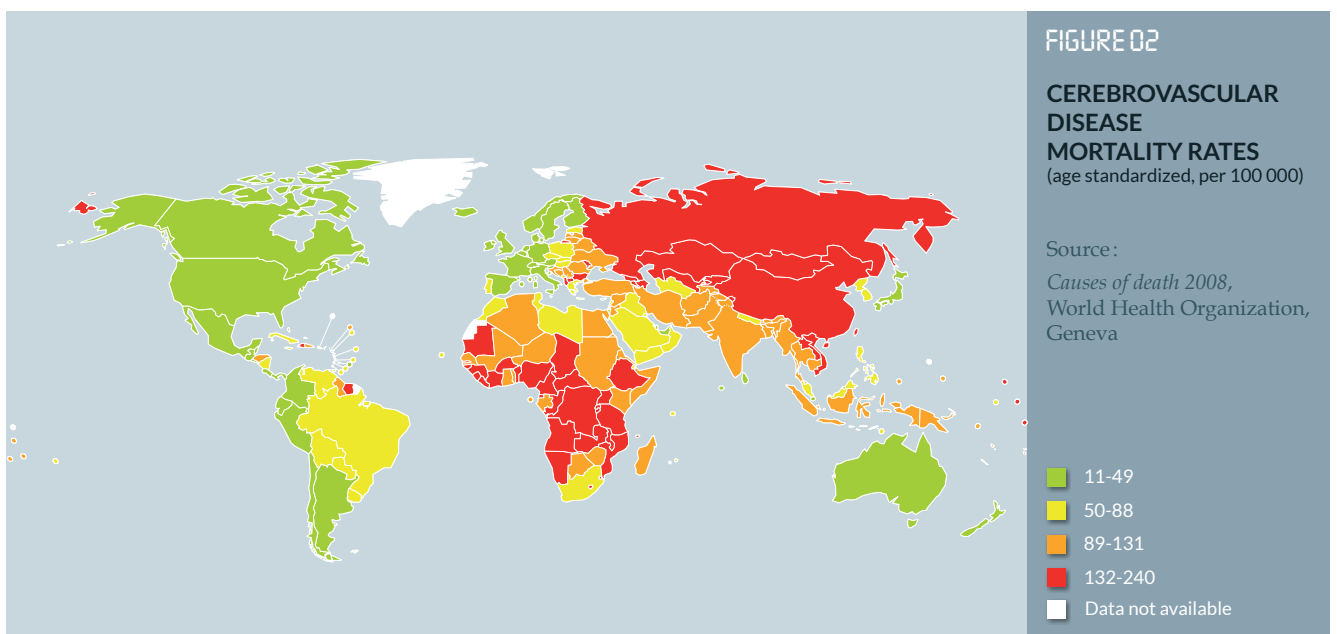 FIGURE 02
CEREBROVASCULAR
DISEASE
MORTALITY RATES
(age standardized, per 100 000)
Source :
Causes of death 2008,
World Health Organization,
Geneva
11-49
50-88
89-131
132-240
Data not available